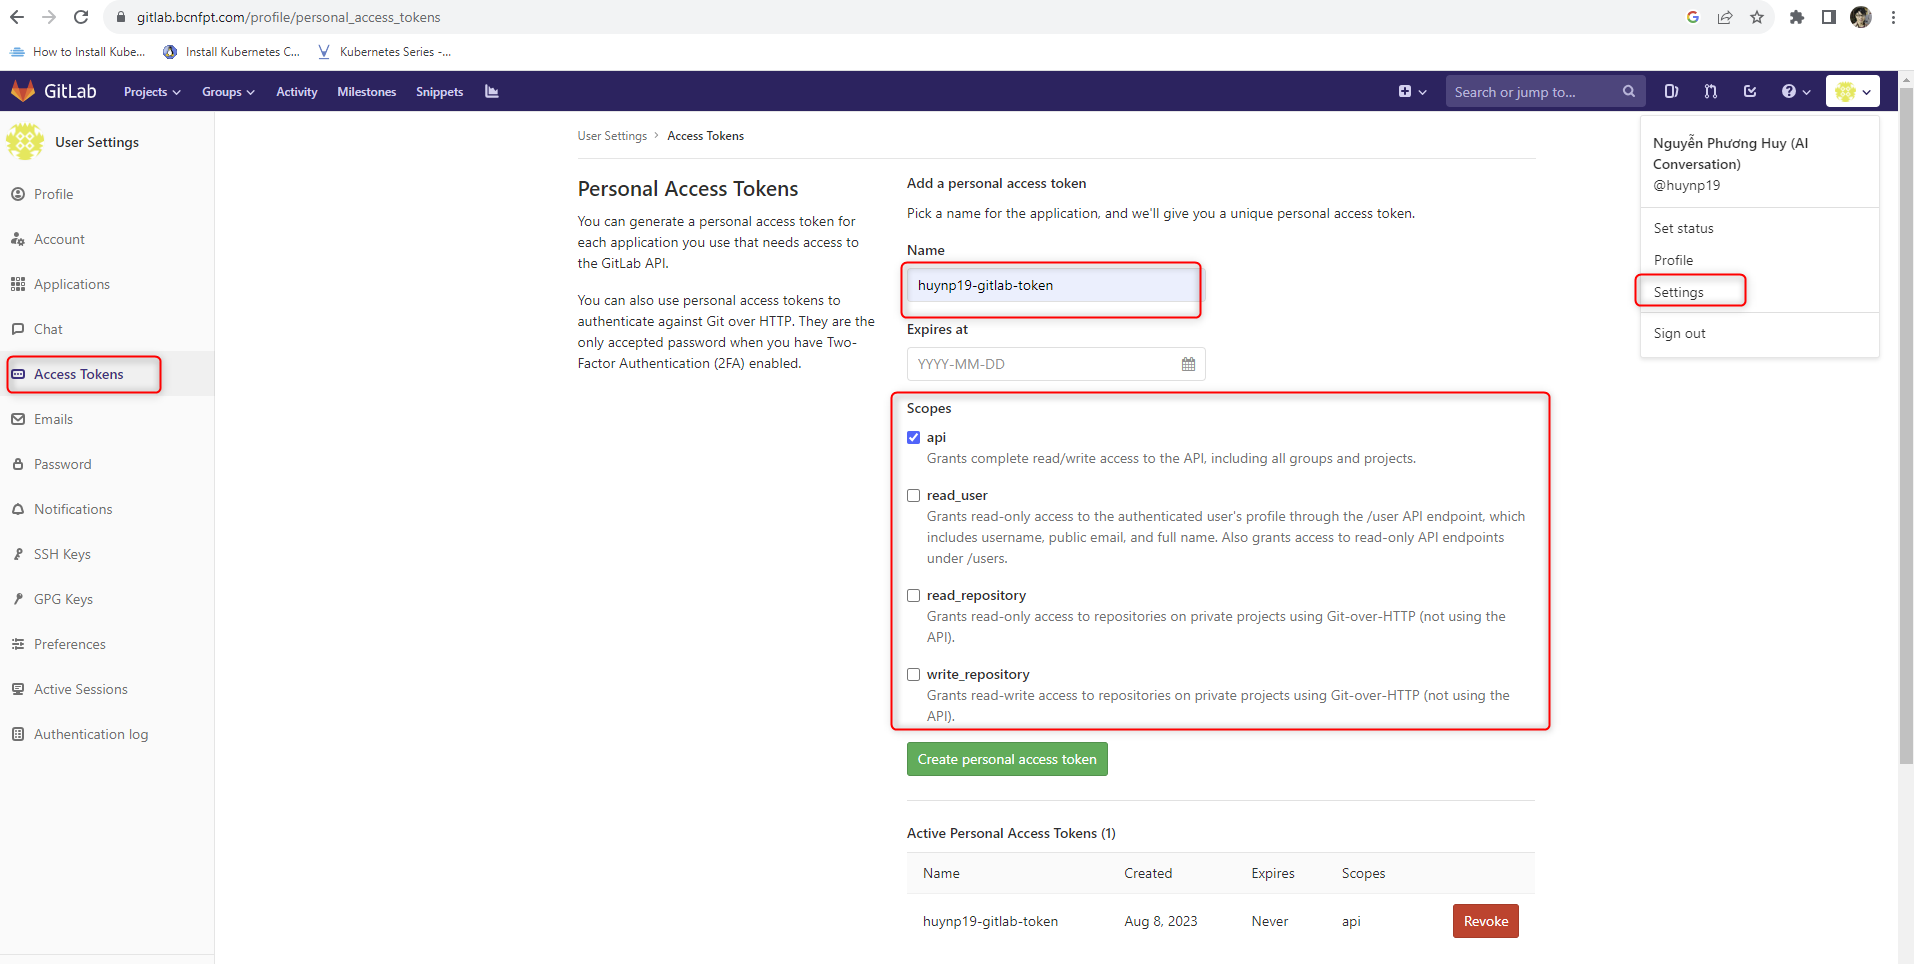 gitlab.bcnfpt.com/profile/personal_access_tokens
How to Install Kube...
Install Kubernetes C...
Kubernetes Series -...
GitLab
Projects
Groups
Activity
Milestones
Snippets
Search or jump to...
User Settings
Profile
Account
Applications
Chat
Access Tokens
Emails
Password
Notifications
SSH Keys
GPG Keys
Preferences
Active Sessions
Authentication log
User Settings > Access Tokens
Personal Access Tokens
You can generate a personal access token for
each application you use that needs access to
the GitLab API.
You can also use personal access tokens to
authenticate against Git over HTTP. They are the
only accepted password when you have Two-
Factor Authentication (2FA) enabled.
Add a personal access token
Pick a name for the application, and we'll give you a unique personal access token.
Name
huynp19-gitlab-token
Expires at
YYYY-MM-DD
Scopes
api
Grants complete read/write access to the API, including all groups and projects.
read_user
Grants read-only access to the authenticated user's profile through the /user API endpoint, which
includes username, public email, and full name. Also grants access to read-only API endpoints
under /users.
read_repository
Grants read-only access to repositories on private projects using Git-over-HTTP (not using the
API).
write_repository
Grants read-write access to repositories on private projects using Git-over-HTTP (not using the
API).
Create personal access token
Active Personal Access Tokens (1)
Name Created Expires Scopes
huynp19-gitlab-token Aug 8, 2023 Never api Revoke
Nguyễn Phương Huy (AI
Conversation)
@huynp19
Set status
Profile
Settings
Sign out